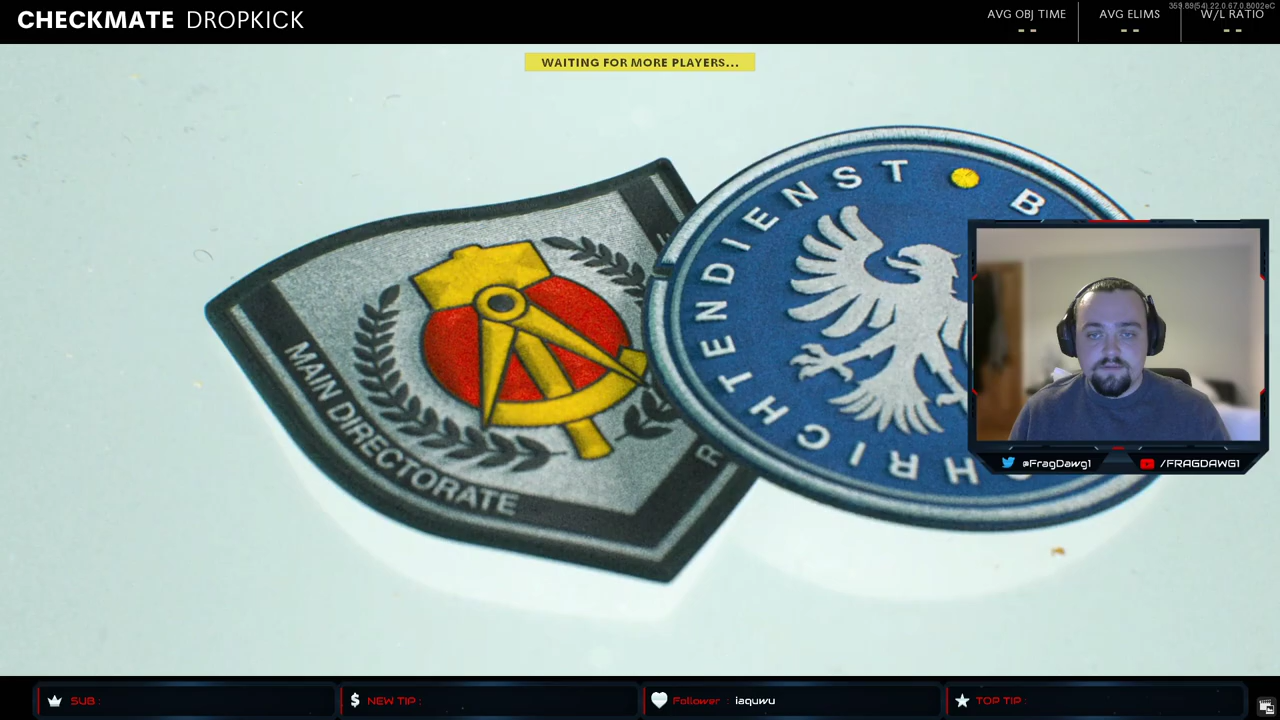 CHECKMATE DROPKICK
AVG OBJ TIME
--
AVG ELIMS
--
W/L RATIO
--
WAITING FOR MORE PLAYERS...
MAIN DIRECTORATE
R
B
HRICHTENDIENST
@FragDawg1
/FRAGDAWG1
SUB :
NEW TIP :
Follower : iaquwu
TOP TIP :